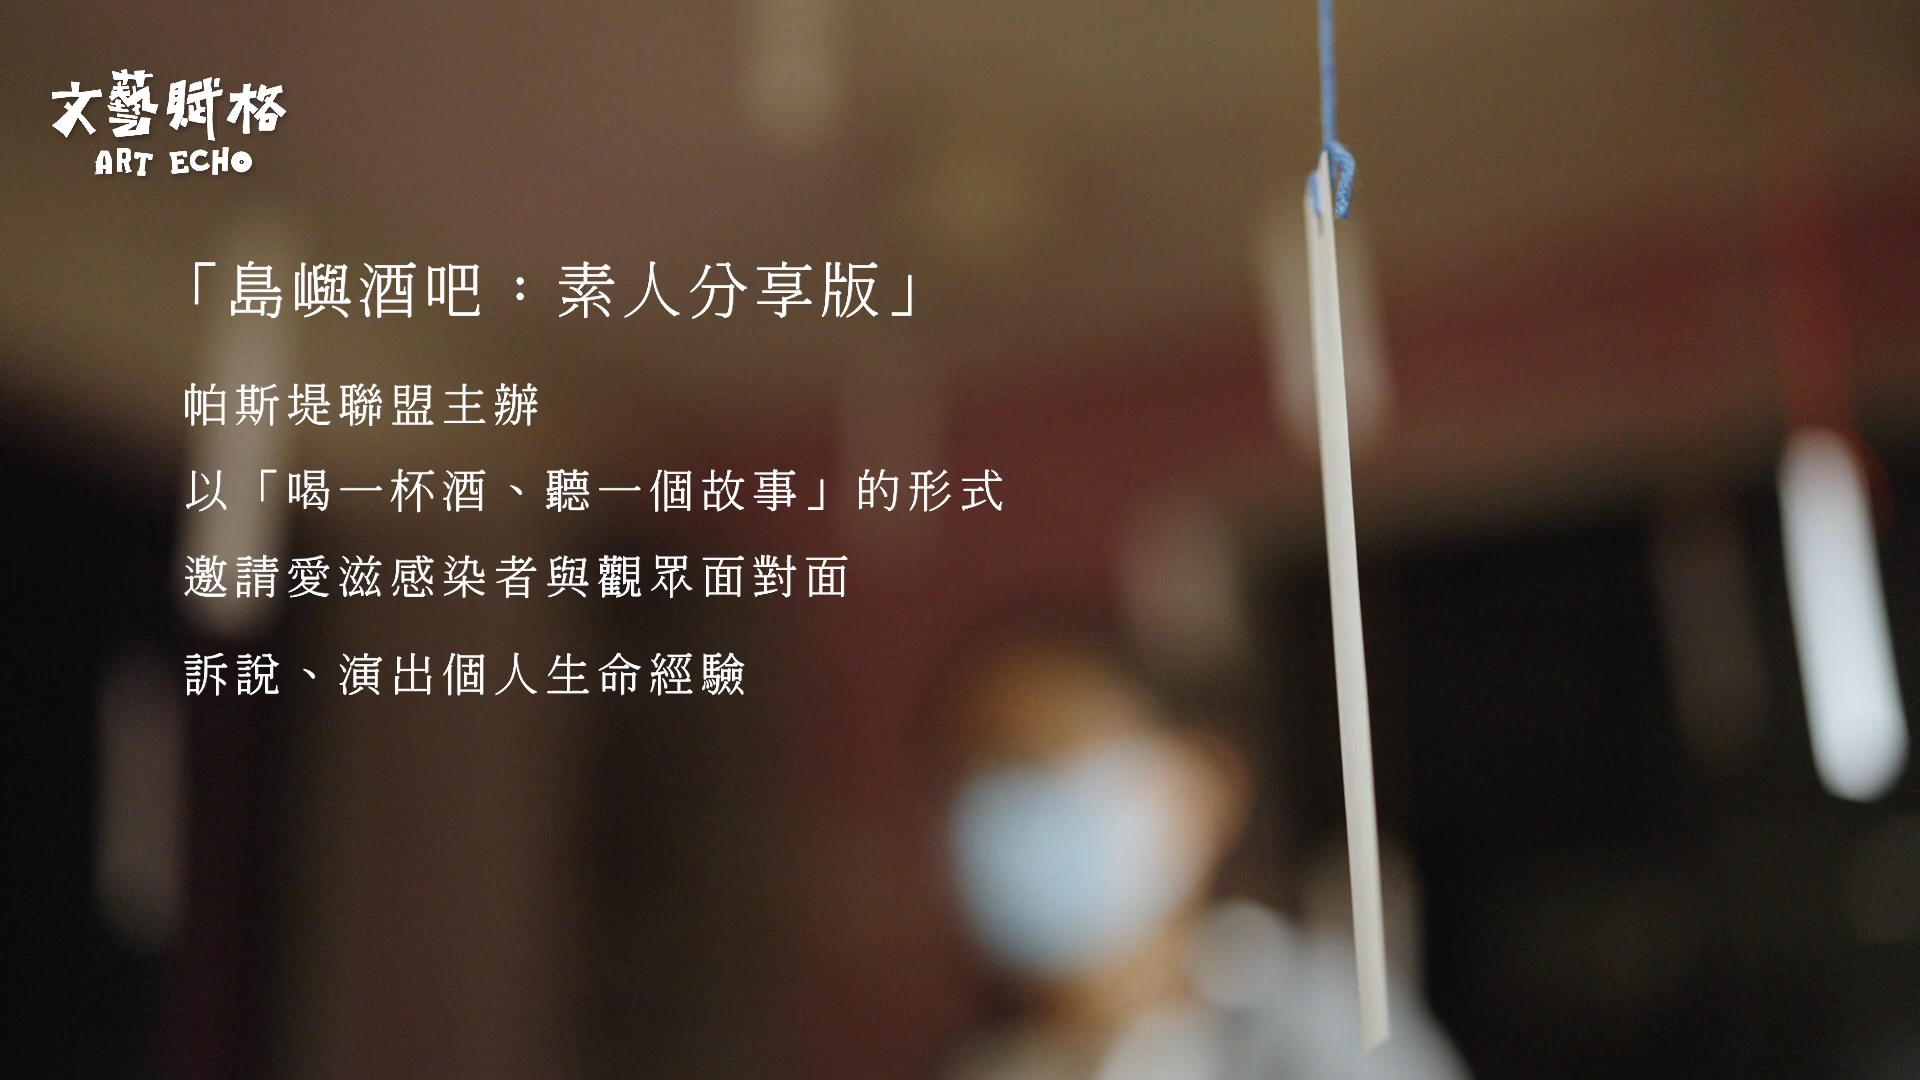 文藝賦格
ART ECHO
「島嶼酒吧：素人分享版」
帕斯堤聯盟主辦
以「喝一杯酒、聽一個故事」的形式
邀請愛滋感染者與觀眾面對面
訴說、演出個人生命經驗